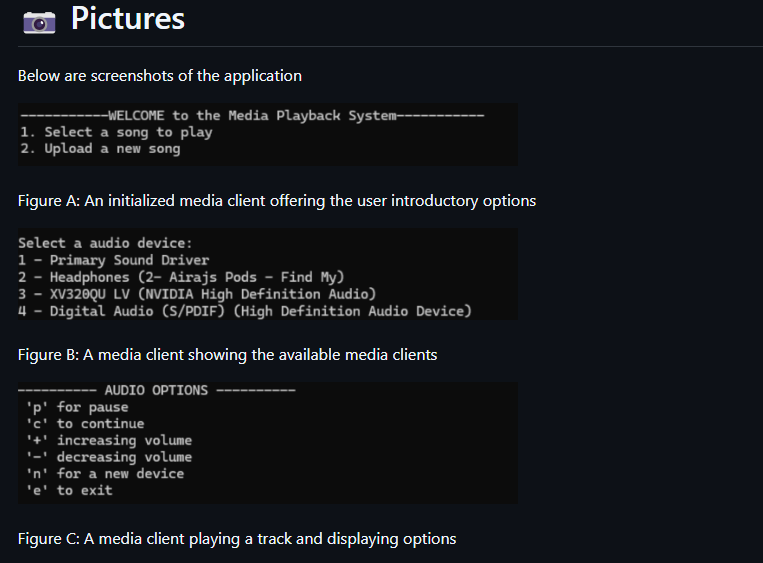 Pictures
Below are screenshots of the application
-----------WELCOME to the Media Playback System-----------
1. Select a song to play
2. Upload a new song
Figure A: An initialized media client offering the user introductory options
Select a audio device:
1 - Primary Sound Driver
2 - Headphones (2- Airajs Pods - Find My)
3 - XV320QU LV (NVIDIA High Definition Audio)
4 - Digital Audio (S/PDIF) (High Definition Audio Device)
Figure B: A media client showing the available media clients
---------- AUDIO OPTIONS ----------
'p' for pause
'c' to continue
'+' increasing volume
'-' decreasing volume
'n' for a new device
'e' to exit
Figure C: A media client playing a track and displaying options